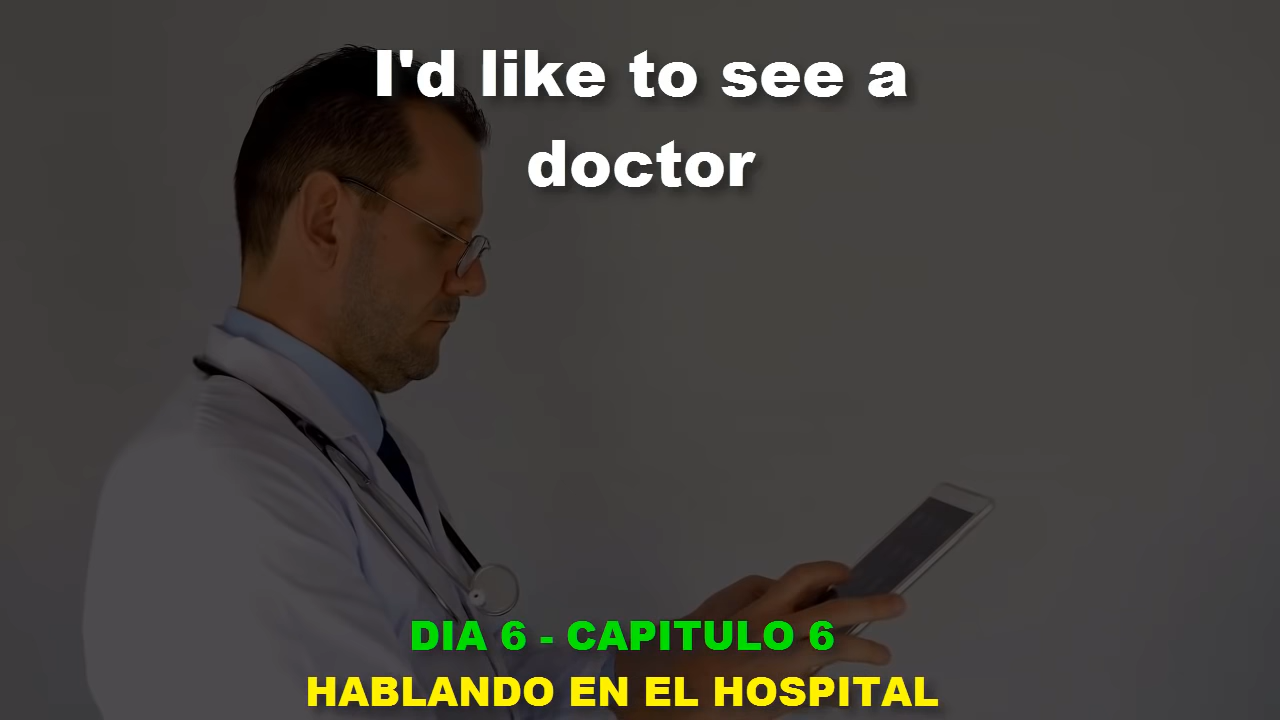 I'd like to see a
doctor
DIA 6 - CAPITULO 6
HABLANDO EN EL HOSPITAL